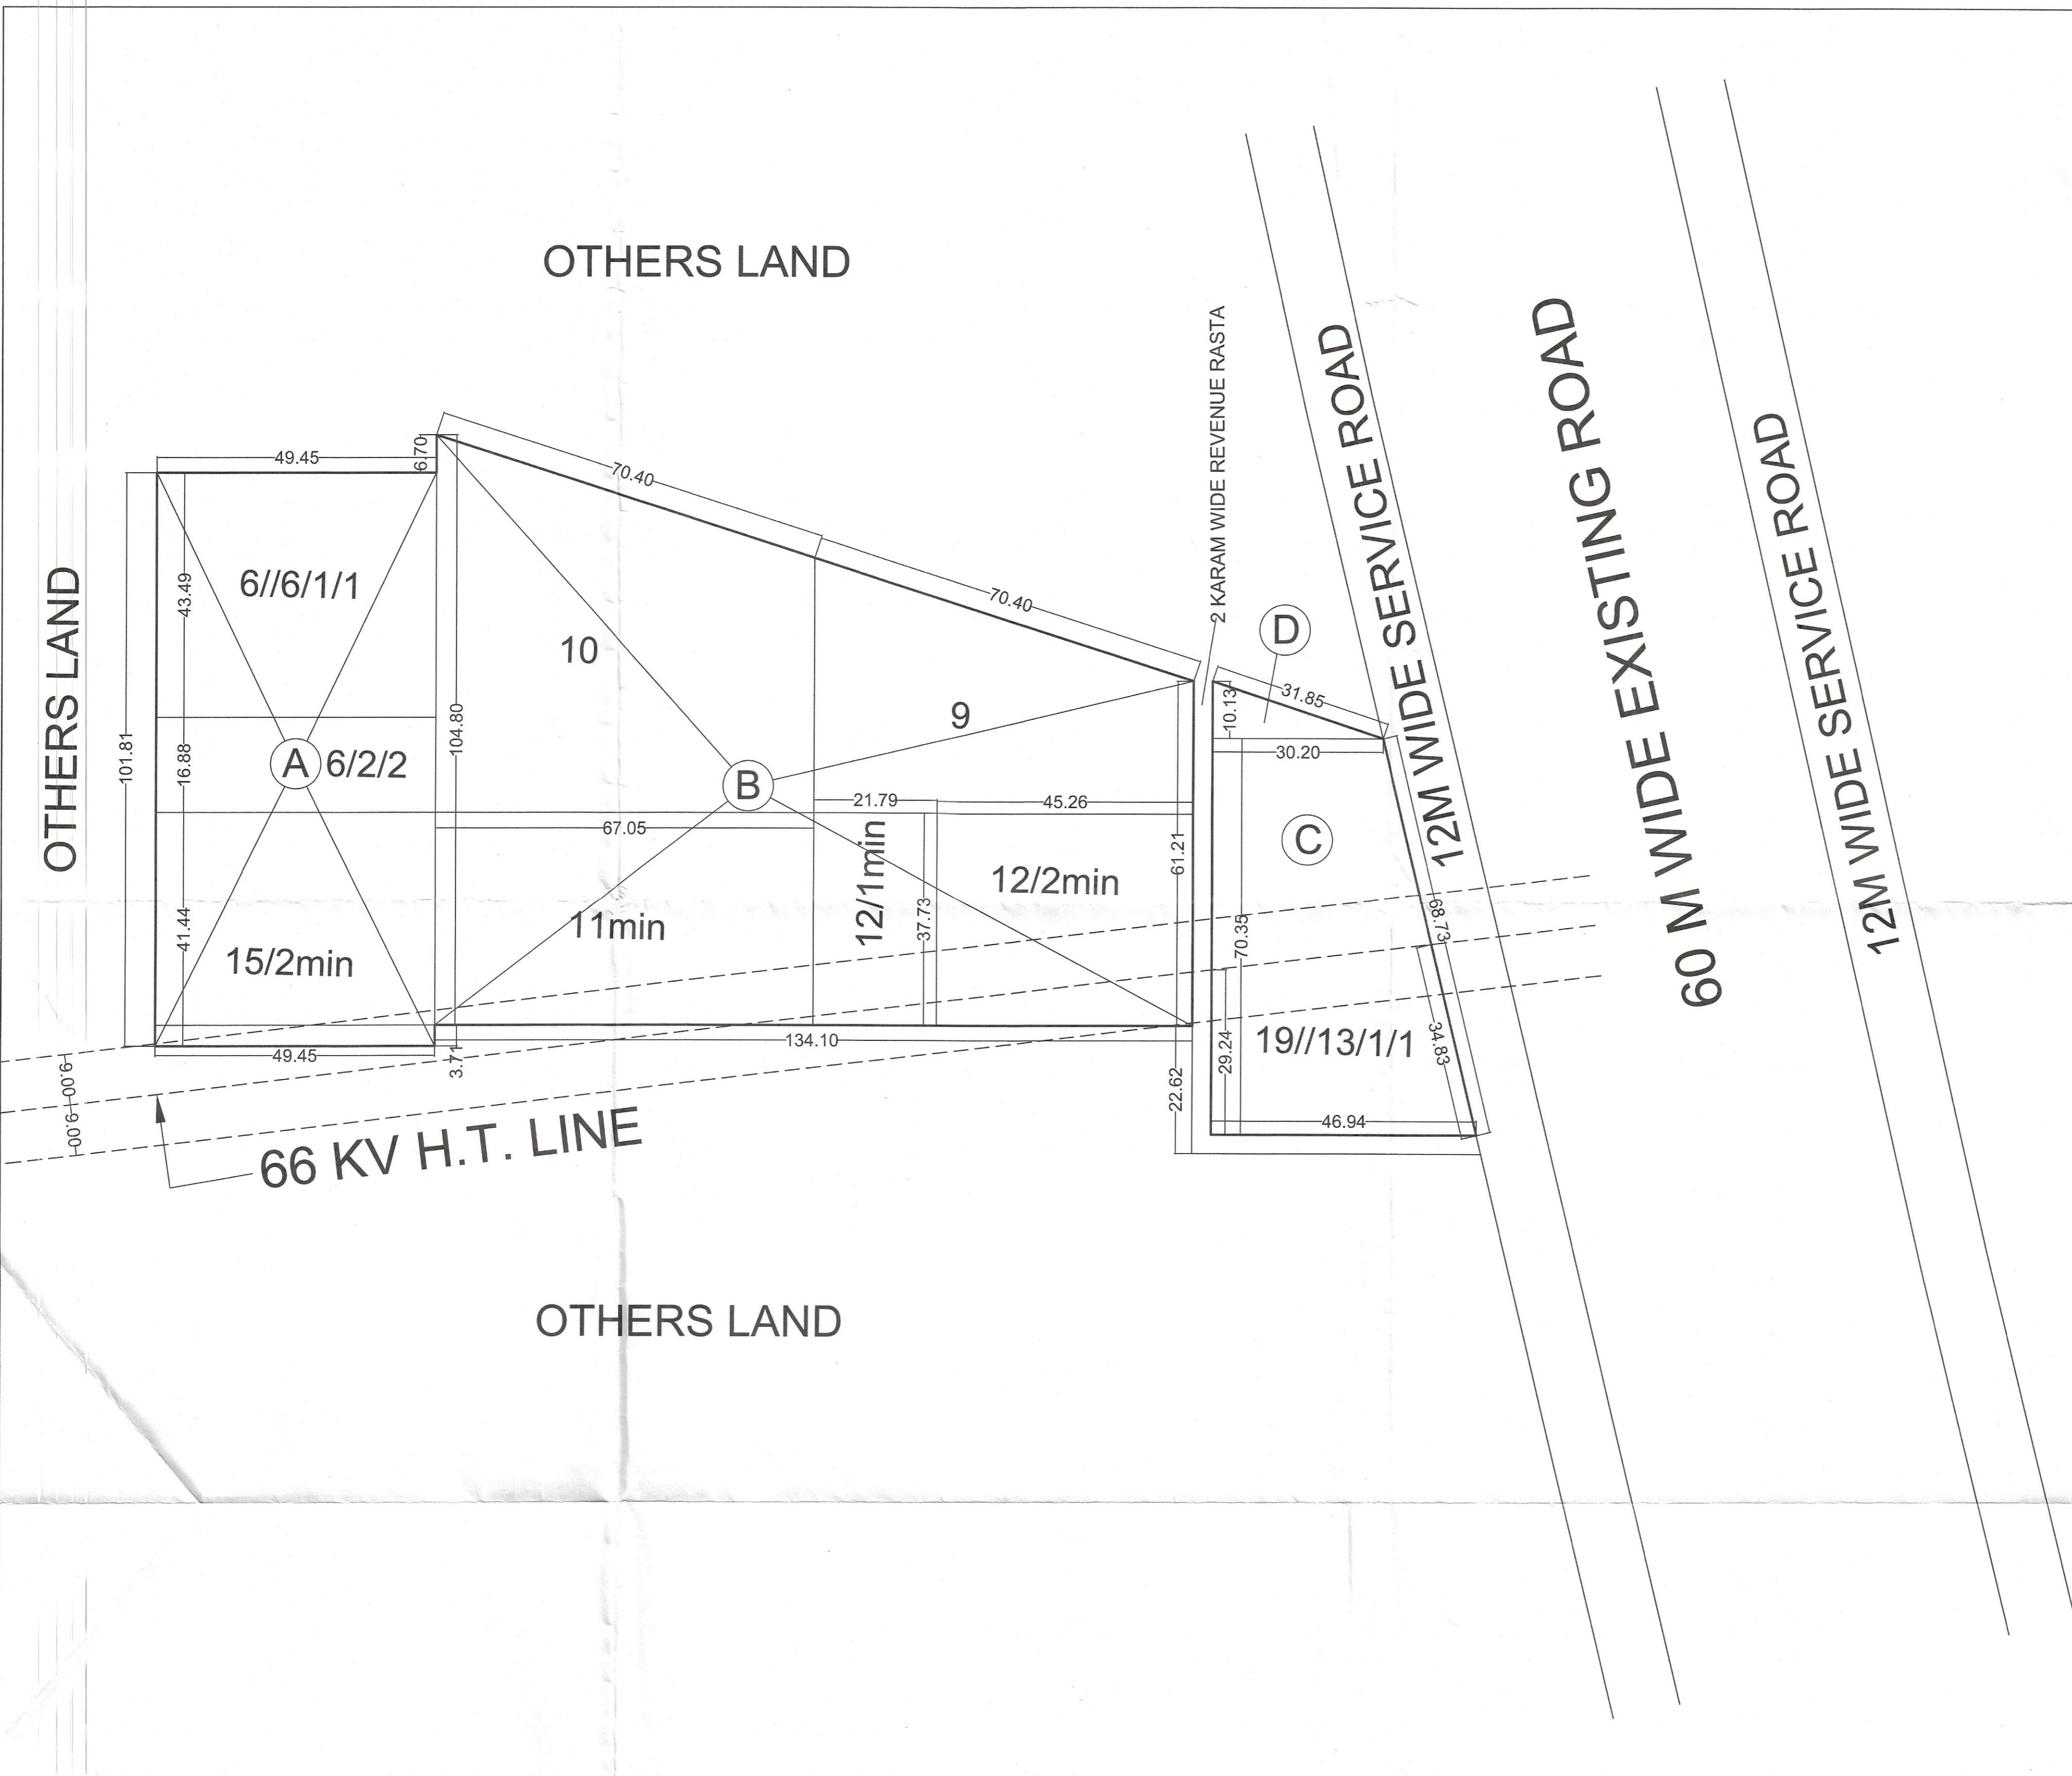 OTHERS LAND
2 KARAM WIDE REVENUE RASTA
12M WIDE SERVICE ROAD
60 M WIDE EXISTING ROAD
12M WIDE SERVICE ROAD
OTHERS LAND
49.45
6.70
70.40
70.40
31.85
10.13
30.20
D
43.49
6//6/1/1
10
9
101.81
16.88
A
6/2/2
104.80
B
21.79
45.26
67.05
61.21
C
12/1min
12/2min
37.73
11min
41.44
15/2min
70.35
68.73
29.24
19//13/1/1
34.83
49.45
3.71
134.10
22.62
46.94
9.00
9.00
66 KV H.T. LINE
OTHERS LAND